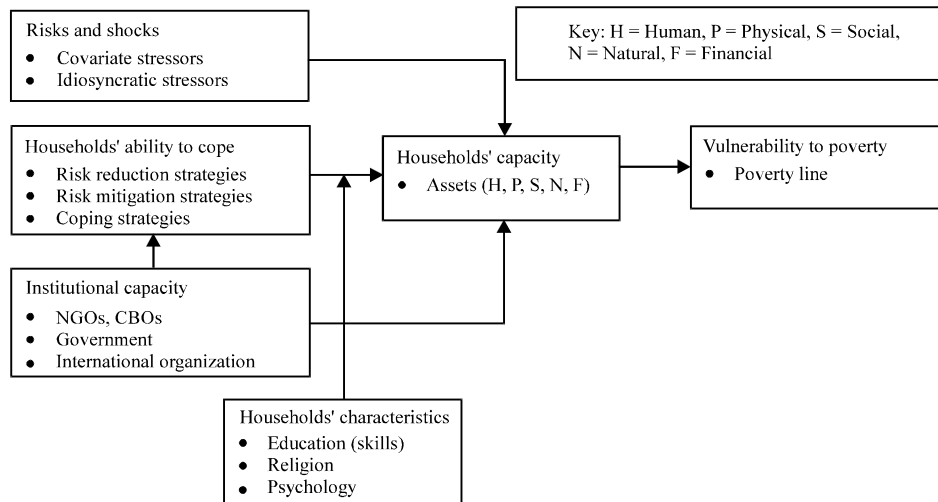 Risks and shocks
● Covariate stressors
● Idiosyncratic stressors
Key: H = Human, P = Physical, S = Social,
N = Natural, F = Financial
Households' ability to cope
● Risk reduction strategies
● Risk mitigation strategies
● Coping strategies
Households' capacity
● Assets (H, P, S, N, F)
Vulnerability to poverty
● Poverty line
Institutional capacity
● NGOs, CBOs
● Government
● International organization
Households' characteristics
● Education (skills)
● Religion
● Psychology